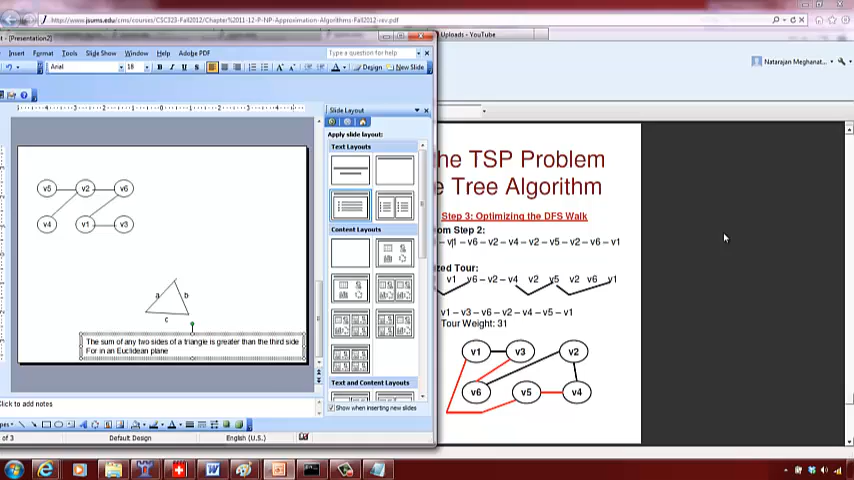 http://www.jsums.edu/cms/courses/CSC323-Fall2012/Chapter%2011-12-P-NP-Approximation-Algorithms-Fall2012-rev.pdf
[Presentation2]
Uploads - YouTube
Insert Format Tools Slide Show Window Help Adobe PDF
Type a question for help
Arial 18 B I U S Design New Slide
Natarajan Meghanat...
Slide Layout
Apply slide layout:
Text Layouts
Content Layouts
Text and Content Layouts
Show when inserting new slides
v5 v2 v6
v4 v1 v3
a b
c
The sum of any two sides of a triangle is greater than the third side
For in an Euclidean plane
Click to add notes
of 3 Default Design English (U.S.)
he TSP Problem
e Tree Algorithm
Step 3: Optimizing the DFS Walk
om Step 2:
– v1 – v6 – v2 – v4 – v2 – v5 – v2 – v6 – v1
zed Tour:
v1 v6 – v2 – v4 v2 v5 v2 v6 v1
v1 – v3 – v6 – v2 – v4 – v5 – v1
Tour Weight: 31
v1 v3 v2
v6 v5 v4